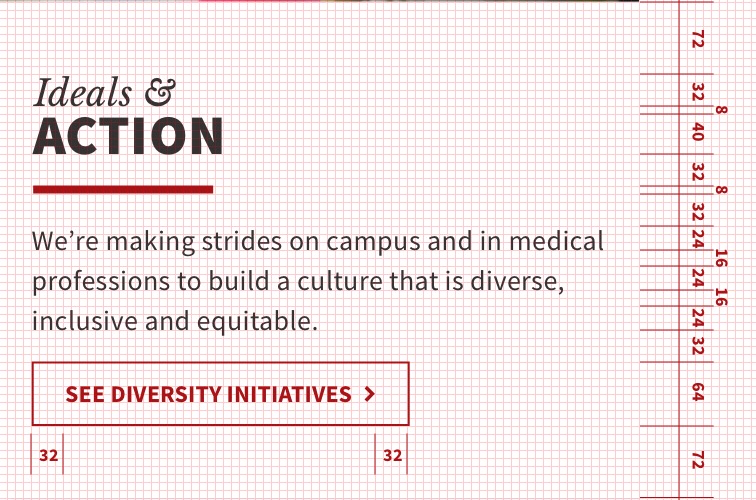 Ideals &
ACTION
We’re making strides on campus and in medical
professions to build a culture that is diverse,
inclusive and equitable.
SEE DIVERSITY INITIATIVES
32
32
72
32
8
40
32
8
32
24
16
24
16
24
32
64
72